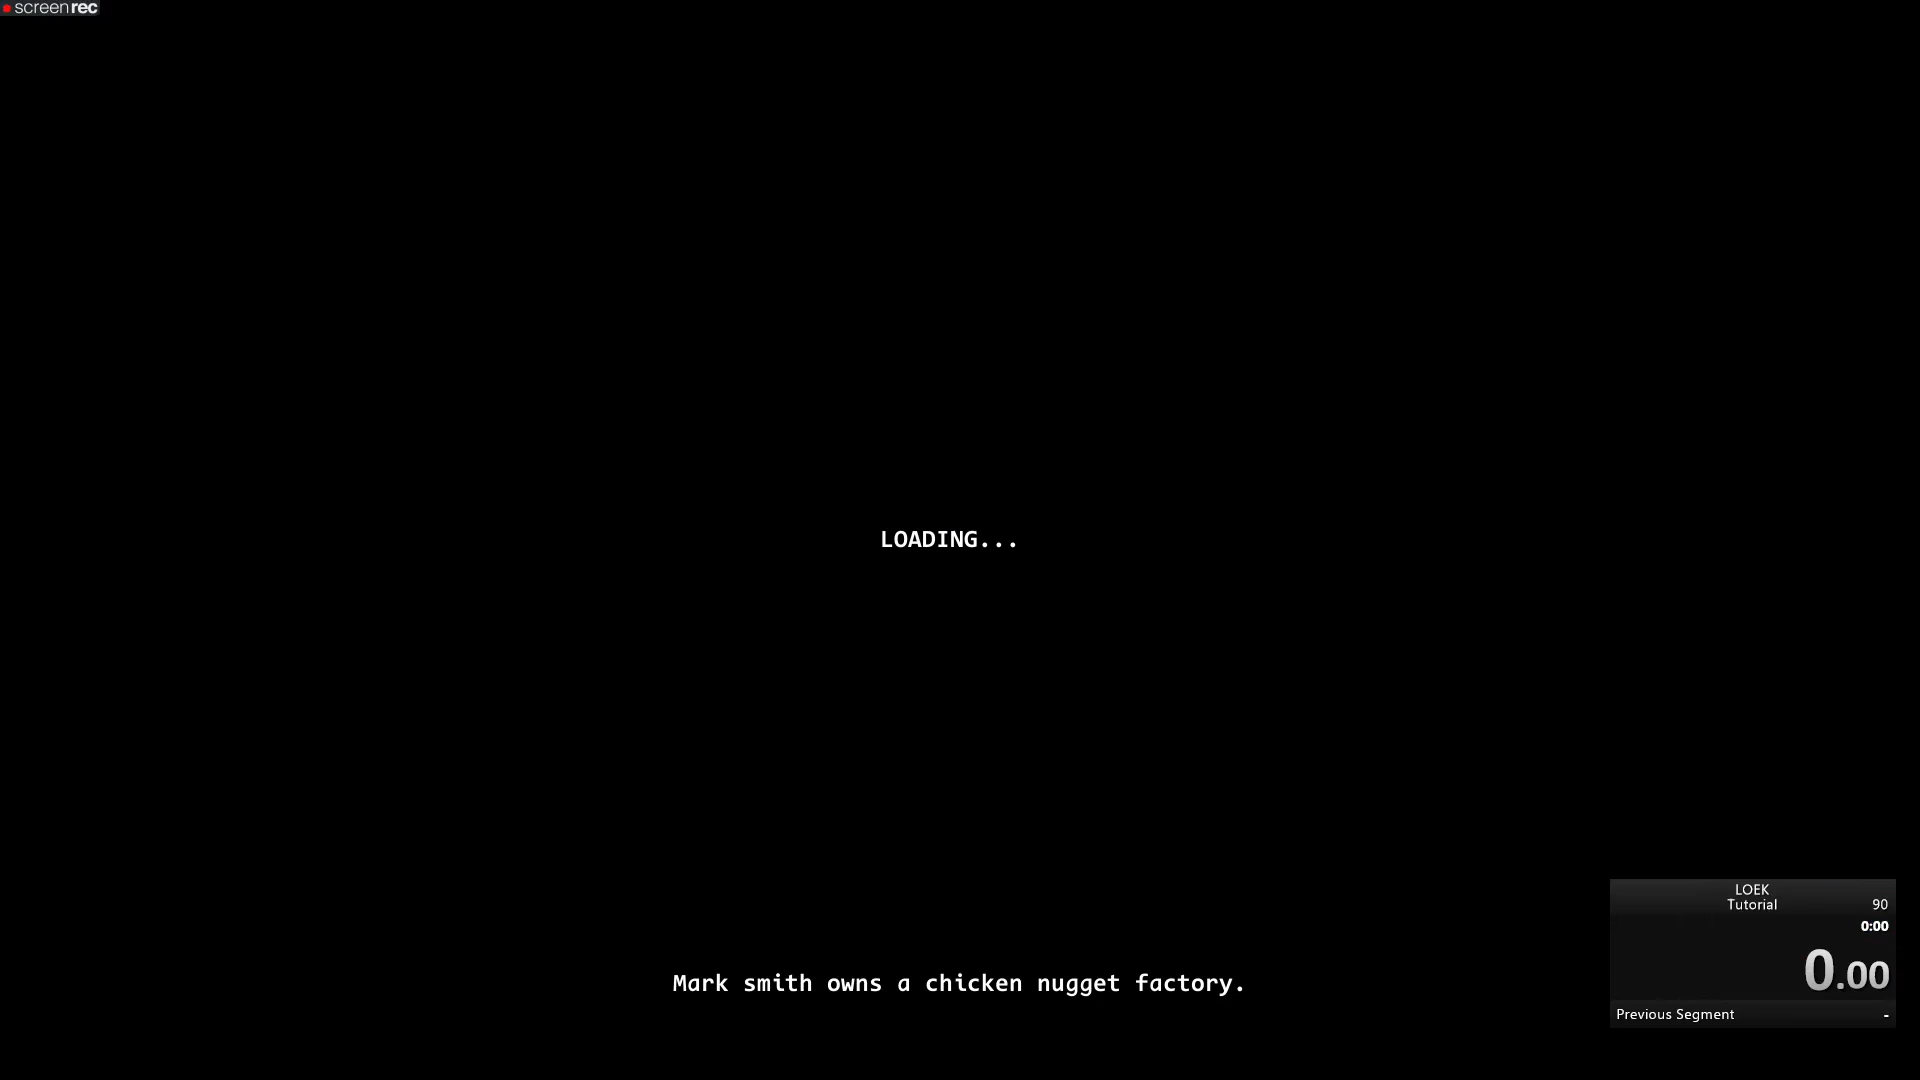 screenrec
LOADING...
LOEK
Tutorial 90
0:00
0.00
Mark smith owns a chicken nugget factory.
Previous Segment -